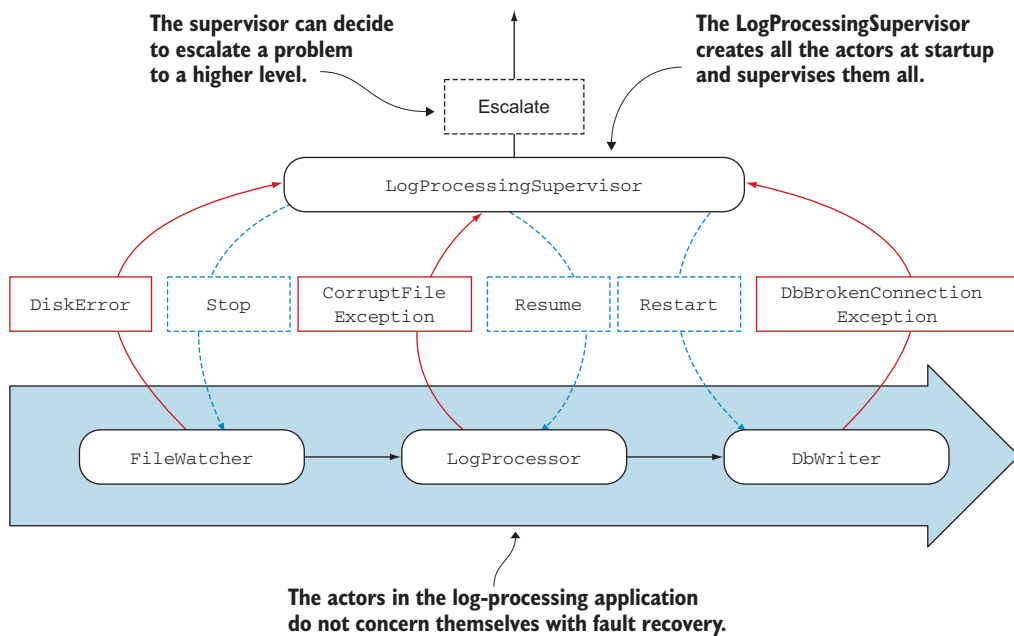 The supervisor can decide
to escalate a problem
to a higher level.
The LogProcessingSupervisor
creates all the actors at startup
and supervises them all.
Escalate
LogProcessingSupervisor
DiskError
Stop
CorruptFile
Exception
Resume
Restart
DbBrokenConnection
Exception
FileWatcher
LogProcessor
DbWriter
The actors in the log-processing application
do not concern themselves with fault recovery.